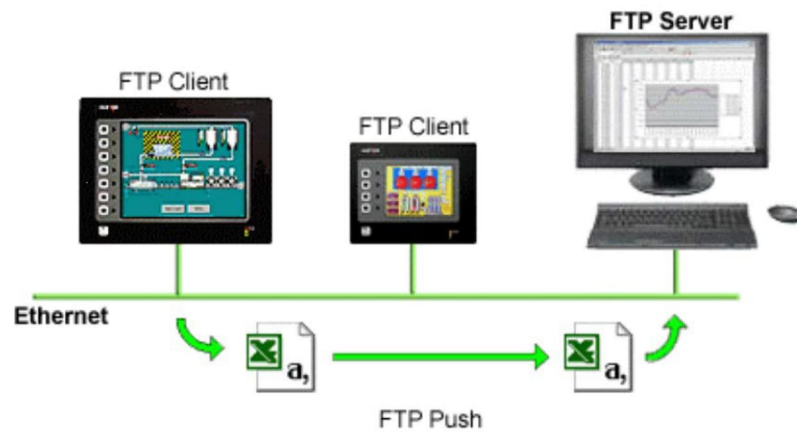 FTP Server
FTP Client
FTP Client
Ethernet
a,
a,
FTP Push